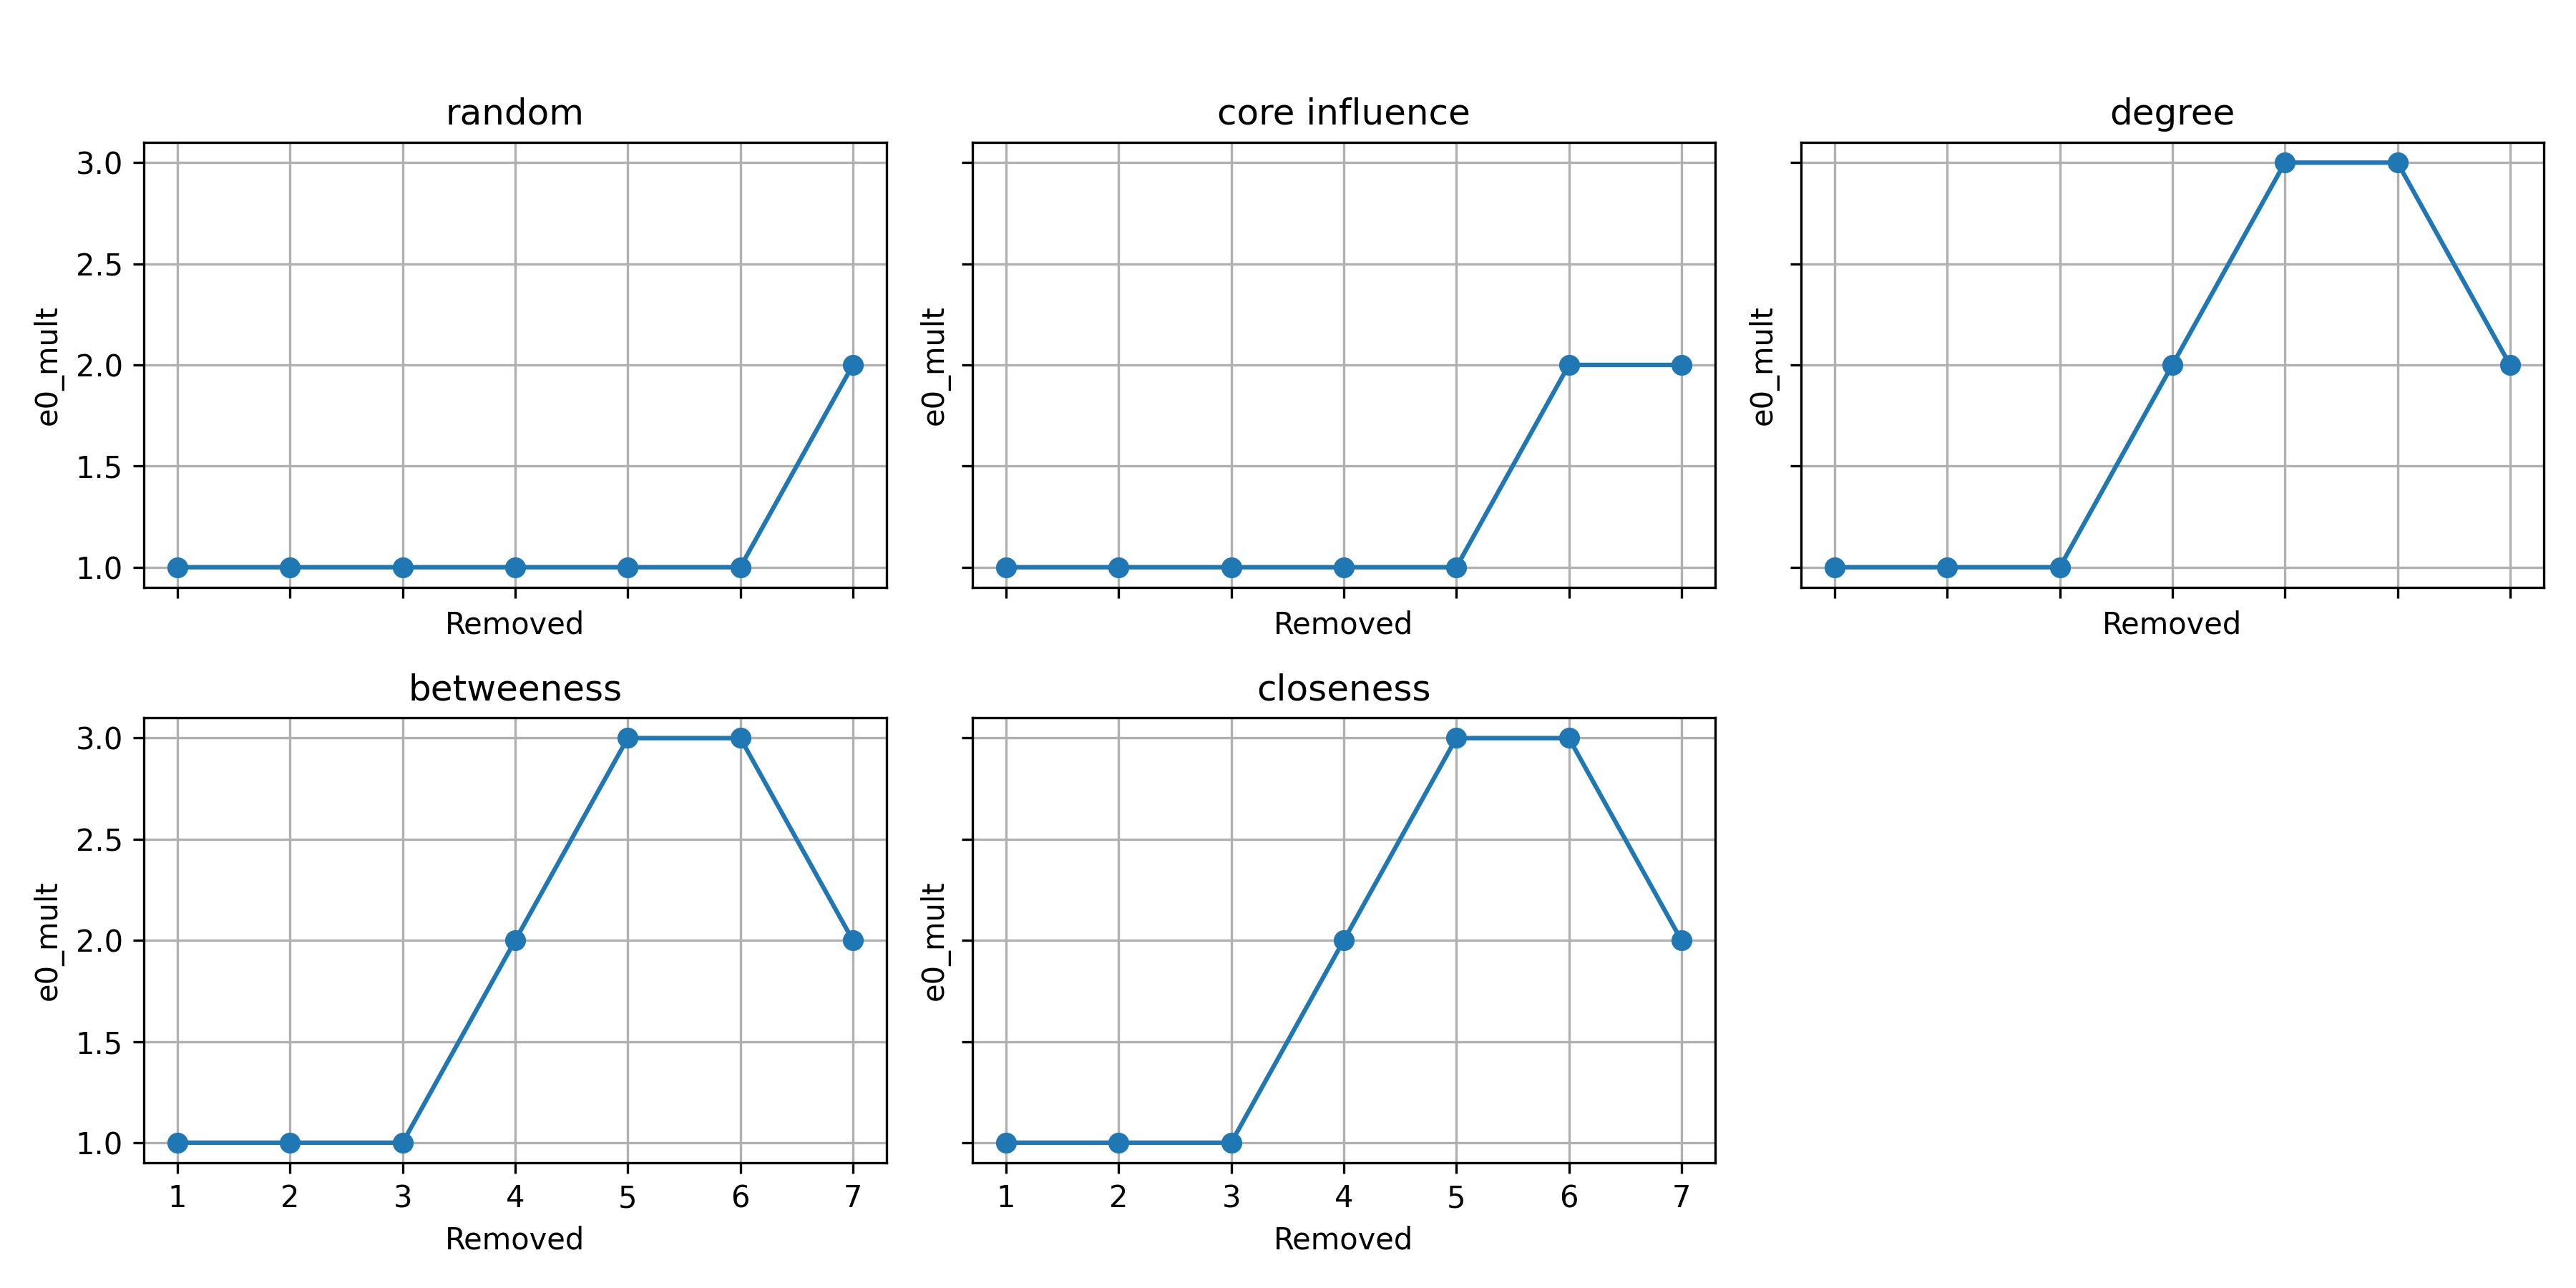 random
core influence
degree
3.0
2.5
2.0
1.5
1.0
e0_mult
e0_mult
e0_mult
Removed
Removed
Removed
betweeness
closeness
3.0
2.5
2.0
1.5
1.0
e0_mult
e0_mult
1 2 3 4 5 6 7
1 2 3 4 5 6 7
Removed
Removed